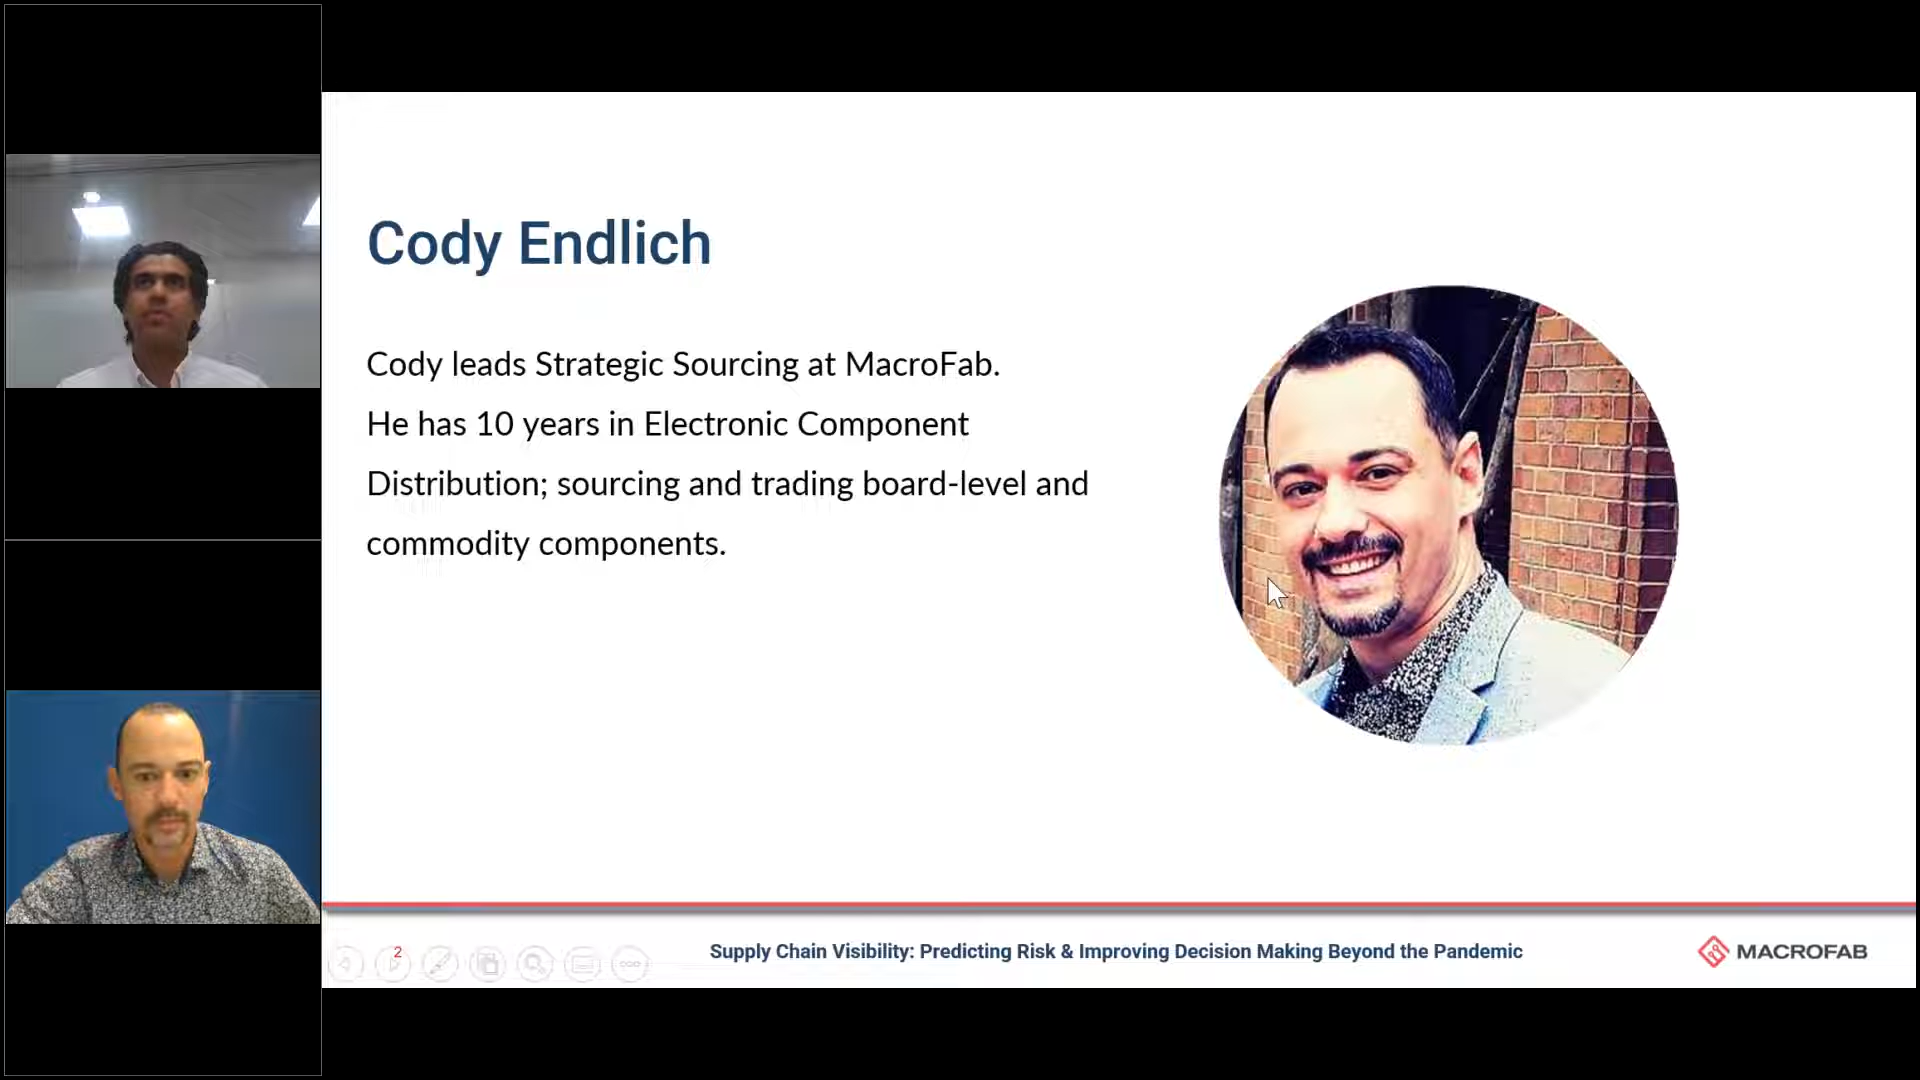 Cody Endlich
Cody leads Strategic Sourcing at MacroFab.
He has 10 years in Electronic Component
Distribution; sourcing and trading board-level and
commodity components.
2
Supply Chain Visibility: Predicting Risk & Improving Decision Making Beyond the Pandemic
MACROFAB